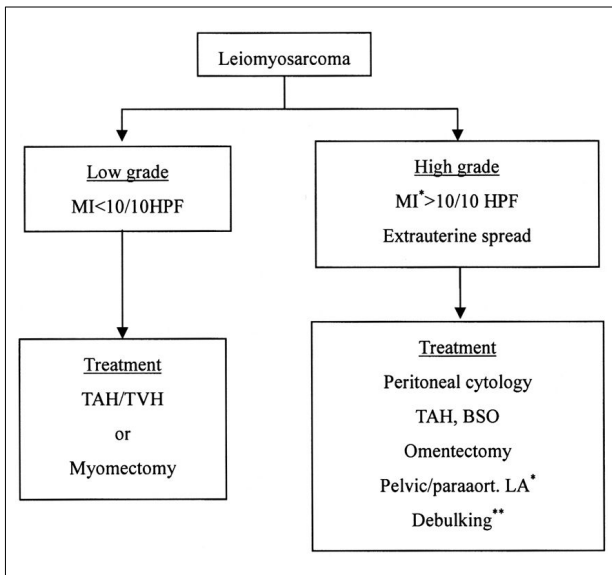 Leiomyosarcoma
Low grade
MI<10/10HPF
High grade
MI*>10/10 HPF
Extrauterine spread
Treatment
TAH/TVH
or
Myomectomy
Treatment
Peritoneal cytology
TAH, BSO
Omentectomy
Pelvic/paraaort. LA*
Debulking**